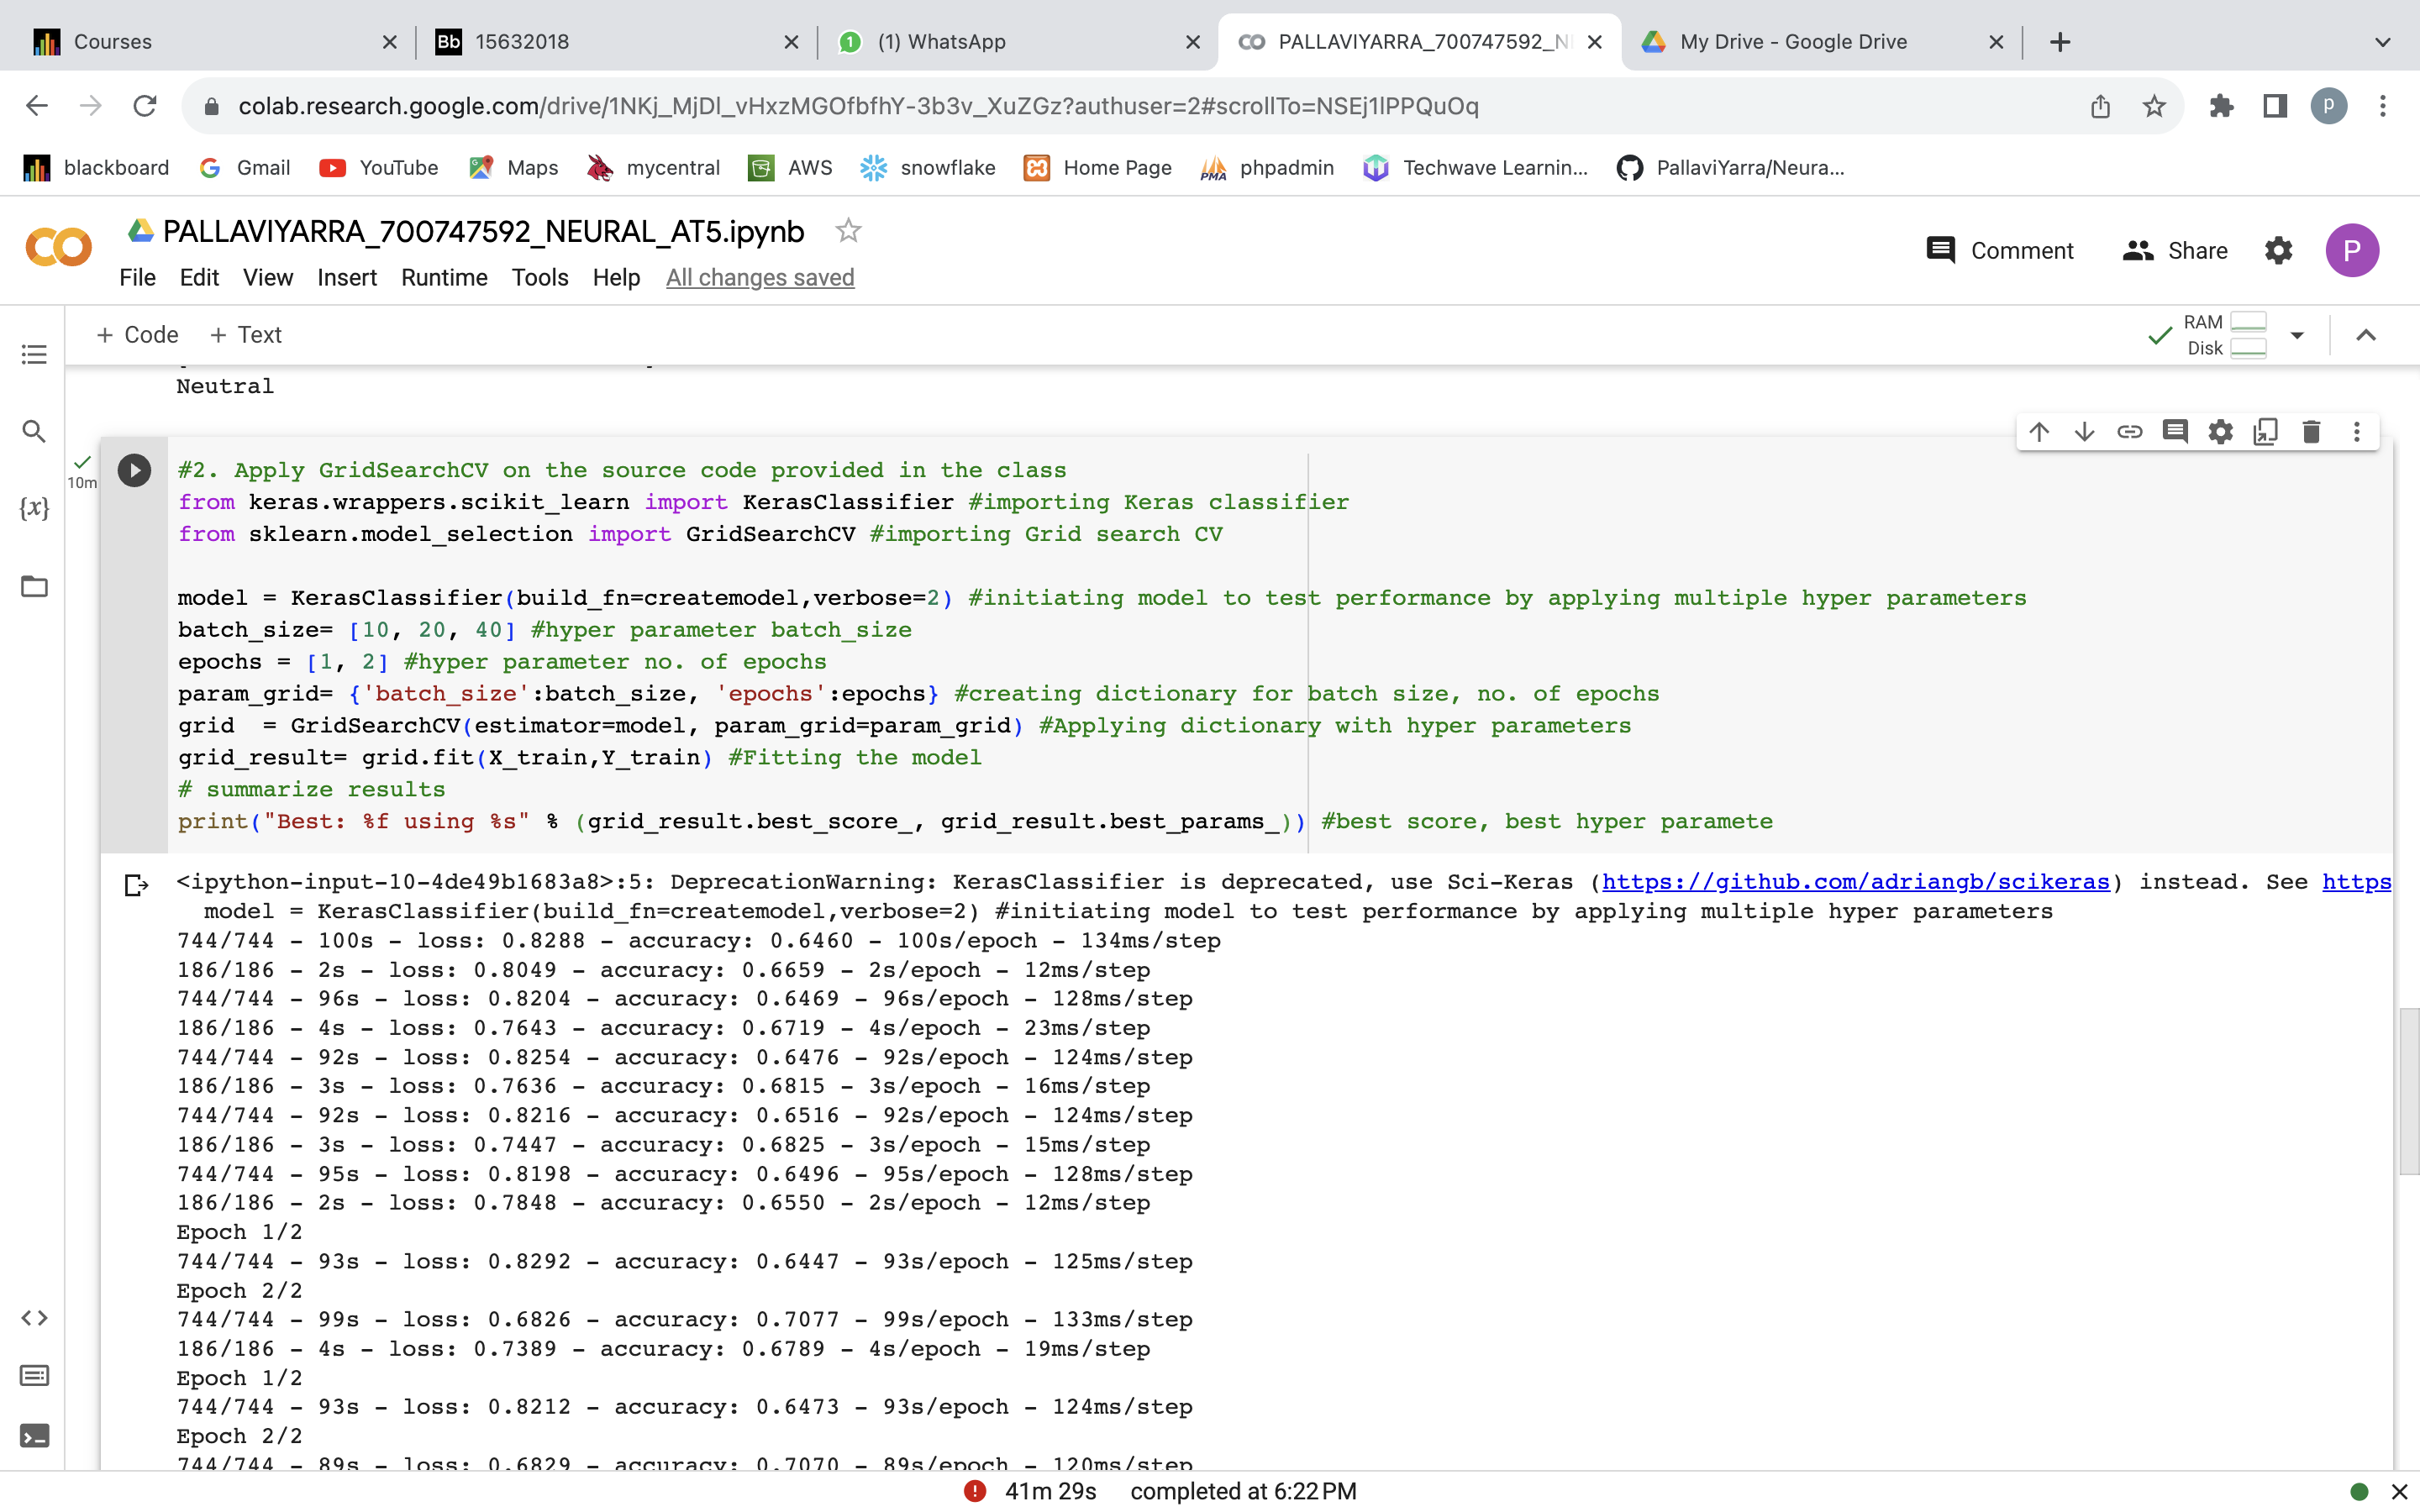 Courses
Bb 15632018
1 (1) WhatsApp
PALLAVIYARRA_700747592_N
My Drive - Google Drive
colab.research.google.com/drive/1NKj_MjDl_vHxzMGOfbfhY-3b3v_XuZGz?authuser=2#scrollTo=NSEj1lPPQuOq
p
blackboard
Gmail
YouTube
Maps
mycentral
AWS
snowflake
Home Page
PMA phpadmin
Techwave Learnin...
PallaviYarra/Neura...
PALLAVIYARRA_700747592_NEURAL_AT5.ipynb
Comment
Share
P
File Edit View Insert Runtime Tools Help All changes saved
+ Code + Text
RAM
Disk
Neutral
10m
{x}
#2. Apply GridSearchCV on the source code provided in the class
from keras.wrappers.scikit_learn import KerasClassifier #importing Keras classifier
from sklearn.model_selection import GridSearchCV #importing Grid search CV
model = KerasClassifier(build_fn=createmodel,verbose=2) #initiating model to test performance by applying multiple hyper parameters
batch_size= [10, 20, 40] #hyper parameter batch_size
epochs = [1, 2] #hyper parameter no. of epochs
param_grid= {'batch_size':batch_size, 'epochs':epochs} #creating dictionary for batch size, no. of epochs
grid  = GridSearchCV(estimator=model, param_grid=param_grid) #Applying dictionary with hyper parameters
grid_result= grid.fit(X_train,Y_train) #Fitting the model
# summarize results
print("Best: %f using %s" % (grid_result.best_score_, grid_result.best_params_)) #best score, best hyper paramete
<ipython-input-10-4de49b1683a8>:5: DeprecationWarning: KerasClassifier is deprecated, use Sci-Keras (https://github.com/adriangb/scikeras) instead. See https
model = KerasClassifier(build_fn=createmodel,verbose=2) #initiating model to test performance by applying multiple hyper parameters
744/744 - 100s - loss: 0.8288 - accuracy: 0.6460 - 100s/epoch - 134ms/step
186/186 - 2s - loss: 0.8049 - accuracy: 0.6659 - 2s/epoch - 12ms/step
744/744 - 96s - loss: 0.8204 - accuracy: 0.6469 - 96s/epoch - 128ms/step
186/186 - 4s - loss: 0.7643 - accuracy: 0.6719 - 4s/epoch - 23ms/step
744/744 - 92s - loss: 0.8254 - accuracy: 0.6476 - 92s/epoch - 124ms/step
186/186 - 3s - loss: 0.7636 - accuracy: 0.6815 - 3s/epoch - 16ms/step
744/744 - 92s - loss: 0.8216 - accuracy: 0.6516 - 92s/epoch - 124ms/step
186/186 - 3s - loss: 0.7447 - accuracy: 0.6825 - 3s/epoch - 15ms/step
744/744 - 95s - loss: 0.8198 - accuracy: 0.6496 - 95s/epoch - 128ms/step
186/186 - 2s - loss: 0.7848 - accuracy: 0.6550 - 2s/epoch - 12ms/step
Epoch 1/2
744/744 - 93s - loss: 0.8292 - accuracy: 0.6447 - 93s/epoch - 125ms/step
Epoch 2/2
744/744 - 99s - loss: 0.6826 - accuracy: 0.7077 - 99s/epoch - 133ms/step
186/186 - 4s - loss: 0.7389 - accuracy: 0.6789 - 4s/epoch - 19ms/step
Epoch 1/2
744/744 - 93s - loss: 0.8212 - accuracy: 0.6473 - 93s/epoch - 124ms/step
Epoch 2/2
744/744 - 89s - loss: 0.6829 - accuracy: 0.7070 - 89s/epoch - 120ms/step
41m 29s completed at 6:22 PM